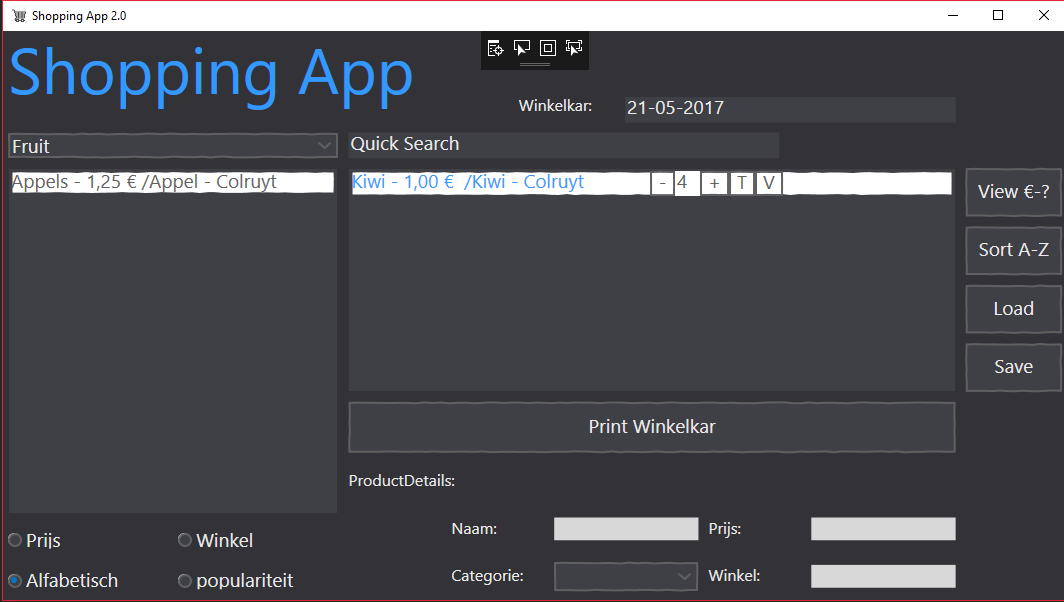 Shopping App 2.0
Shopping App
Winkelkar:
21-05-2017
Fruit
Quick Search
Appels - 1,25 € /Appel - Colruyt
Kiwi - 1,00 €  /Kiwi - Colruyt
- 4 + T V
View €-?
Sort A-Z
Load
Save
Print Winkelkar
ProductDetails:
Naam:
Prijs:
Categorie:
Winkel:
Prijs
Winkel
Alfabetisch
populariteit